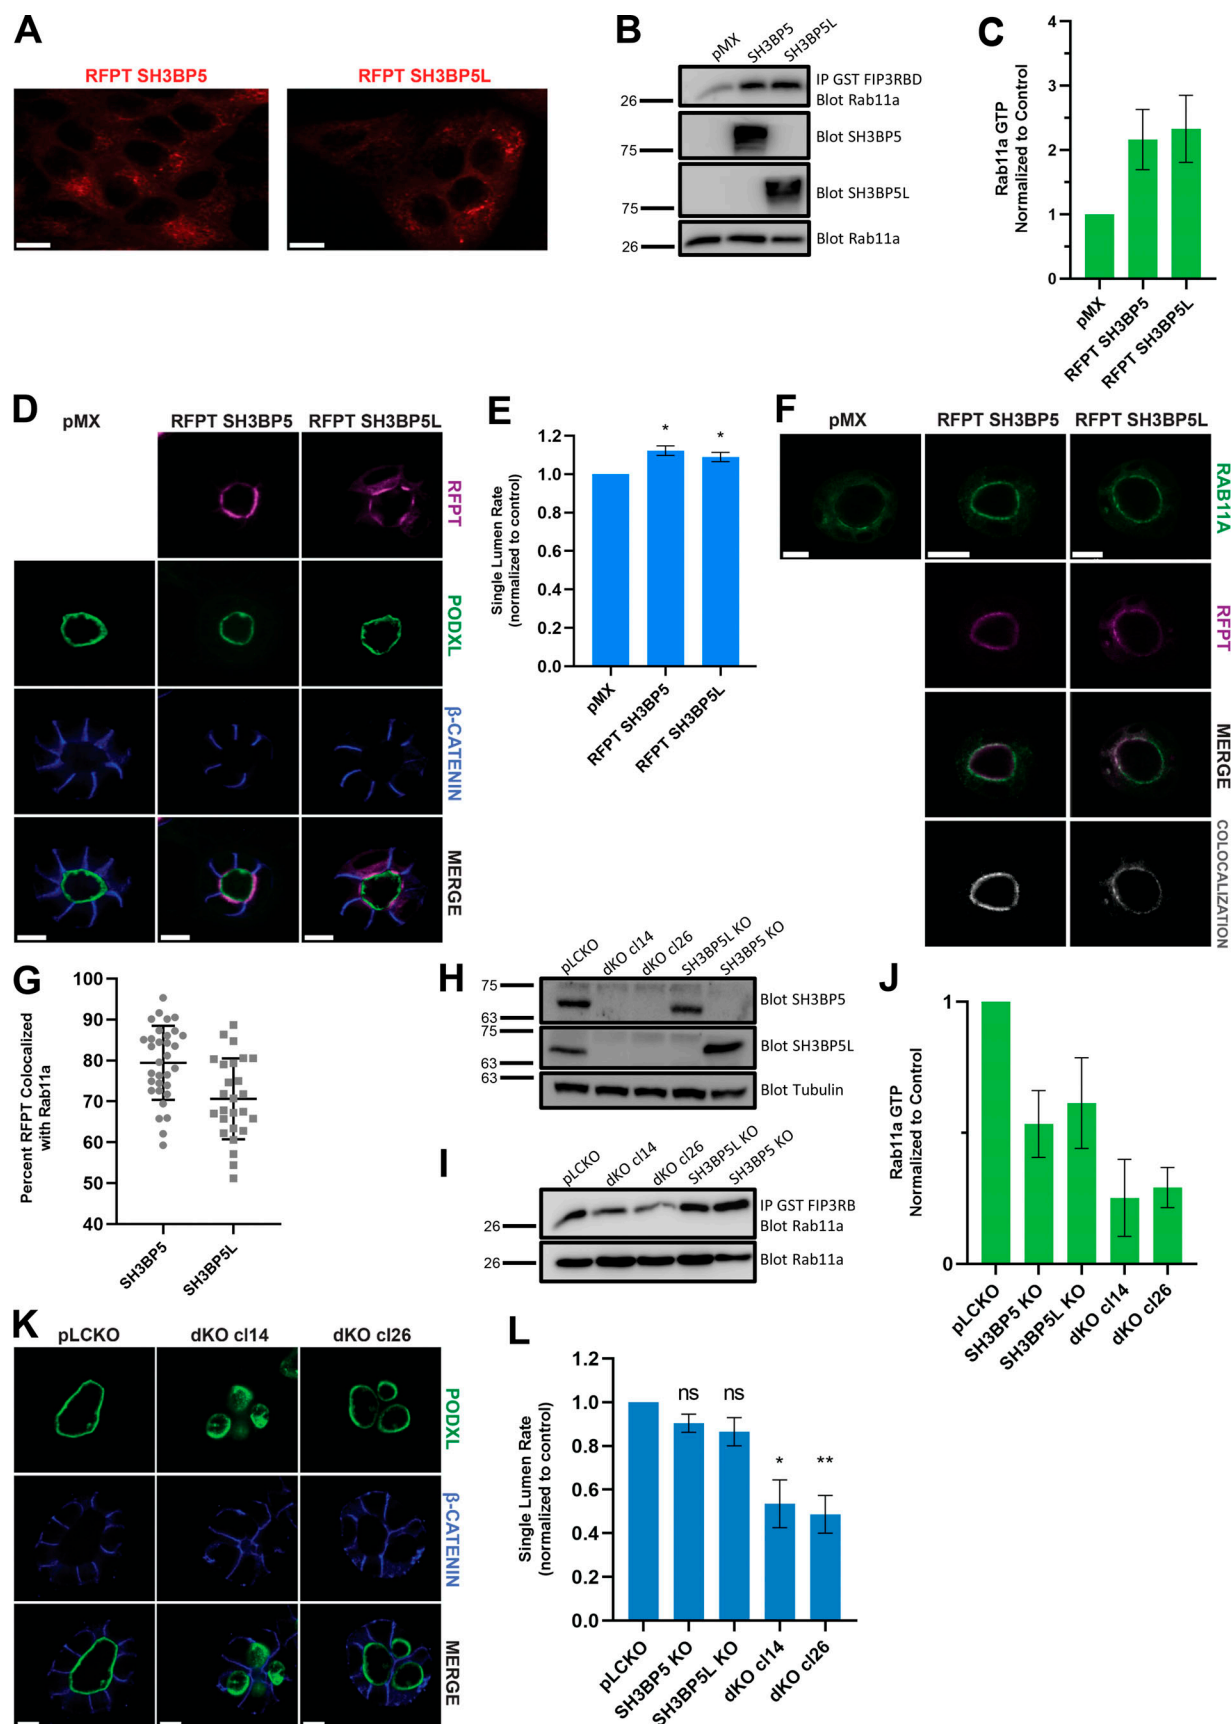 A
RFPT SH3BP5
RFPT SH3BP5L
B
pMX
SH3BP5
SH3BP5L
IP GST FIP3RBD
26
Blot Rab11a
Blot SH3BP5
75
Blot SH3BP5L
75
26
Blot Rab11a
C
Rab11a GTP
Normalized to Control
4
3
2
1
0
pMX
RFPT SH3BP5
RFPT SH3BP5L
D
pMX
RFPT SH3BP5
RFPT SH3BP5L
RFPT
PODXL
β-CATENIN
MERGE
E
Single Lumen Rate
(normalized to control)
1.2
1.0
0.8
0.6
0.4
0.2
0.0
*
*
pMX
RFPT SH3BP5
RFPT SH3BP5L
F
pMX
RFPT SH3BP5
RFPT SH3BP5L
RAB11A
RFPT
MERGE
COLOCALIZATION
G
Percent RFPT Colocalized
with Rab11a
100
90
80
70
60
50
40
SH3BP5
SH3BP5L
H
pLCKO
dKO cl14
dKO cl26
SH3BP5L KO
SH3BP5 KO
75
Blot SH3BP5
63
75
Blot SH3BP5L
63
63
Blot Tubulin
I
pLCKO
dKO cl14
dKO cl26
SH3BP5L KO
SH3BP5 KO
IP GST FIP3RB
26
Blot Rab11a
26
Blot Rab11a
J
Rab11a GTP
Normalized to Control
1
0
pLCKO
SH3BP5 KO
SH3BP5L KO
dKO cl14
dKO cl26
K
pLCKO
dKO cl14
dKO cl26
PODXL
β-CATENIN
MERGE
L
Single Lumen Rate
(normalized to control)
1.2
1.0
0.8
0.6
0.4
0.2
0.0
ns
ns
*
**
pLCKO
SH3BP5 KO
SH3BP5L KO
dKO cl14
dKO cl26